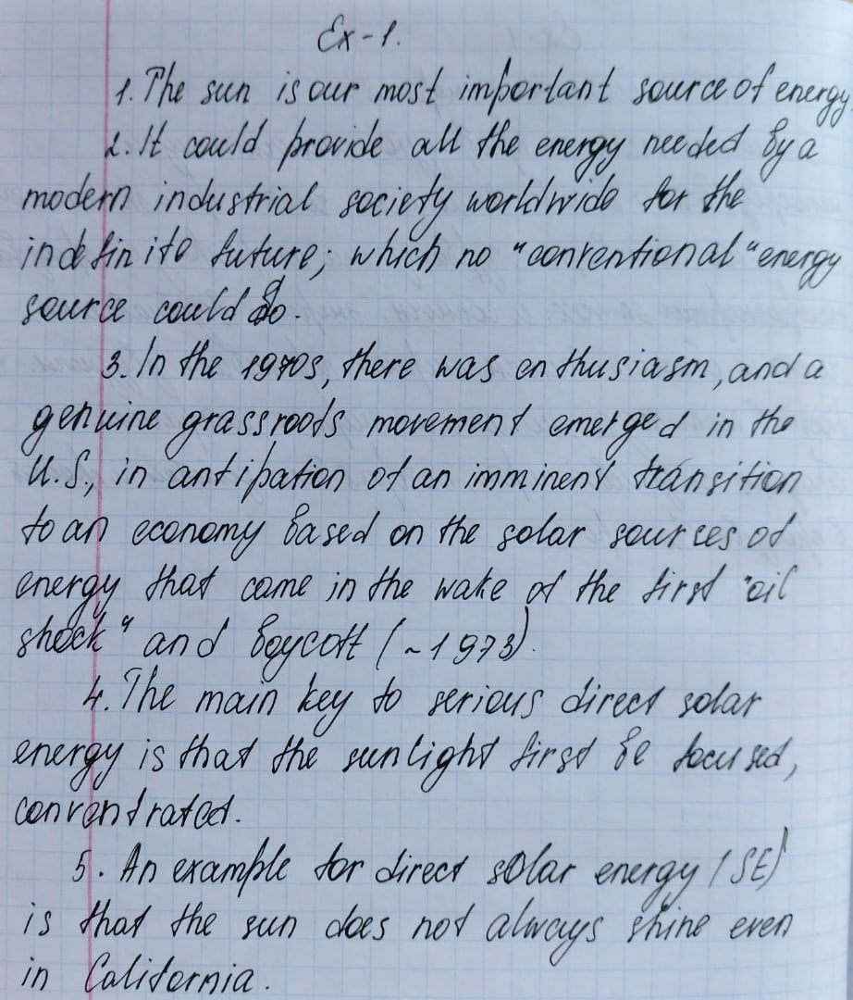 Ex-1.
1. The sun is our most important source of energy
2. It could provide all the energy needed by a
modern industrial society worldwide for the
indefinite future; which no "conventional" energy
source could do.
3. In the 1970s, there was enthusiasm, and a
genuine grassroots movement emerged in the
U.S., in antipation of an imminent transition
to an economy based on the solar sources of
energy that came in the wake of the first "oil
shock" and boycott (~1973).
4. The main key to serious direct solar
energy is that the sunlight first be focused,
conventrated.
5. An example for direct solar energy (SE)
is that the sun does not always shine even
in California.